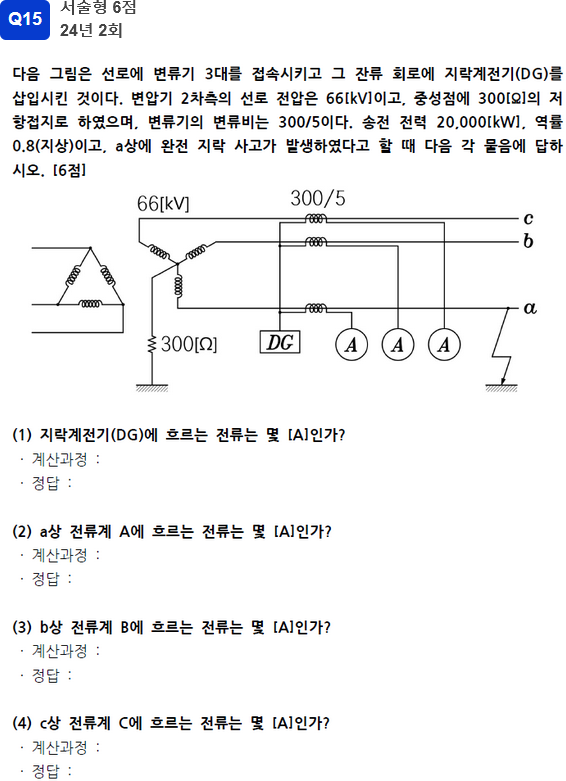 Q15
서술형 6점
24년 2회
다음 그림은 선로에 변류기 3대를 접속시키고 그 잔류 회로에 지락계전기(DG)를
삽입시킨 것이다. 변압기 2차측의 선로 전압은 66[kV]이고, 중성점에 300[Ω]의 저
항접지로 하였으며, 변류기의 변류비는 300/5이다. 송전 전력 20,000[kW], 역률
0.8(지상)이고, a상에 완전 지락 사고가 발생하였다고 할 때 다음 각 물음에 답하
시오. [6점]
66[kV]
300/5
c
b
a
300[Ω]
DG
A
A
A
(1) 지락계전기(DG)에 흐르는 전류는 몇 [A]인가?
· 계산과정 :
· 정답 :
(2) a상 전류계 A에 흐르는 전류는 몇 [A]인가?
· 계산과정 :
· 정답 :
(3) b상 전류계 B에 흐르는 전류는 몇 [A]인가?
· 계산과정 :
· 정답 :
(4) c상 전류계 C에 흐르는 전류는 몇 [A]인가?
· 계산과정 :
· 정답 :